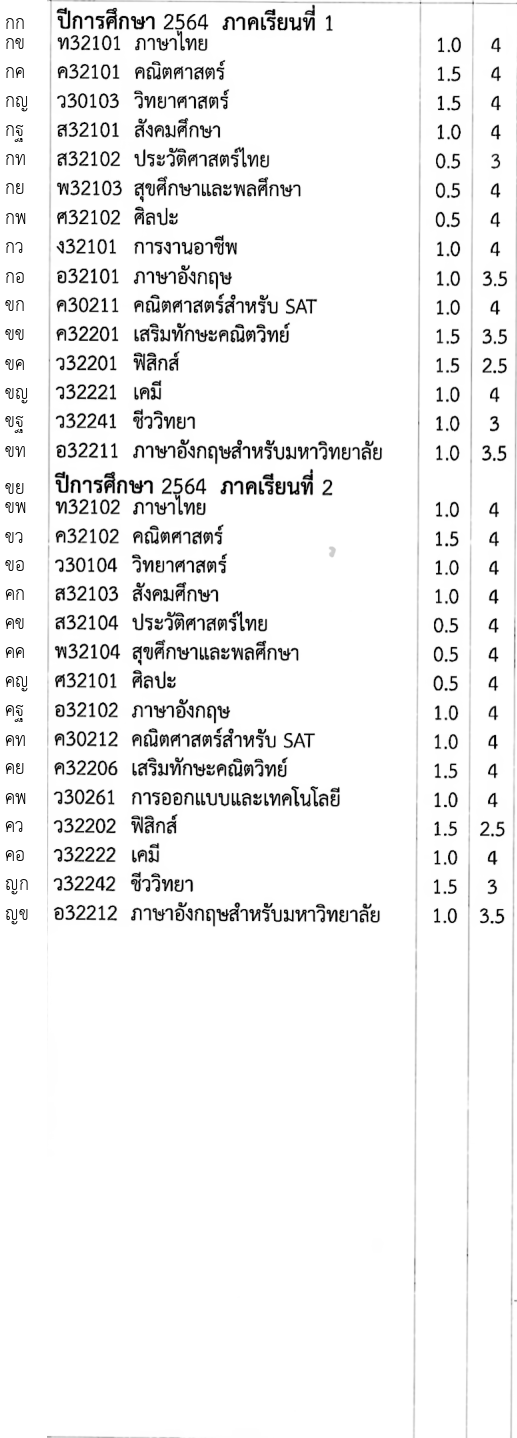 กก ปีการศึกษา 2564 ภาคเรียนที่ 1
กข ท32101 ภาษาไทย 1.0 4
กค ค32101 คณิตศาสตร์ 1.5 4
กญ ว30103 วิทยาศาสตร์ 1.5 4
กฐ ส32101 สังคมศึกษา 1.0 4
กท ส32102 ประวัติศาสตร์ไทย 0.5 3
กย พ32103 สุขศึกษาและพลศึกษา 0.5 4
กพ ศ32102 ศิลปะ 0.5 4
กว ง32101 การงานอาชีพ 1.0 4
กอ อ32101 ภาษาอังกฤษ 1.0 3.5
ขก ค30211 คณิตศาสตร์สำหรับ SAT 1.0 4
ขข ค32201 เสริมทักษะคณิตวิทย์ 1.5 3.5
ขค ว32201 ฟิสิกส์ 1.5 2.5
ขญ ว32221 เคมี 1.0 4
ขฐ ว32241 ชีววิทยา 1.0 3
ขท อ32211 ภาษาอังกฤษสำหรับมหาวิทยาลัย 1.0 3.5
ขย ปีการศึกษา 2564 ภาคเรียนที่ 2
ขพ ท32102 ภาษาไทย 1.0 4
ขว ค32102 คณิตศาสตร์ 1.5 4
ขอ ว30104 วิทยาศาสตร์ 1.0 4
คก ส32103 สังคมศึกษา 1.0 4
คข ส32104 ประวัติศาสตร์ไทย 0.5 4
คค พ32104 สุขศึกษาและพลศึกษา 0.5 4
คญ ศ32101 ศิลปะ 0.5 4
คฐ อ32102 ภาษาอังกฤษ 1.0 4
คท ค30212 คณิตศาสตร์สำหรับ SAT 1.0 4
คย ค32206 เสริมทักษะคณิตวิทย์ 1.5 4
คพ ว30261 การออกแบบและเทคโนโลยี 1.0 4
คว ว32202 ฟิสิกส์ 1.5 2.5
คอ ว32222 เคมี 1.0 4
ญก ว32242 ชีววิทยา 1.5 3
ญข อ32212 ภาษาอังกฤษสำหรับมหาวิทยาลัย 1.0 3.5